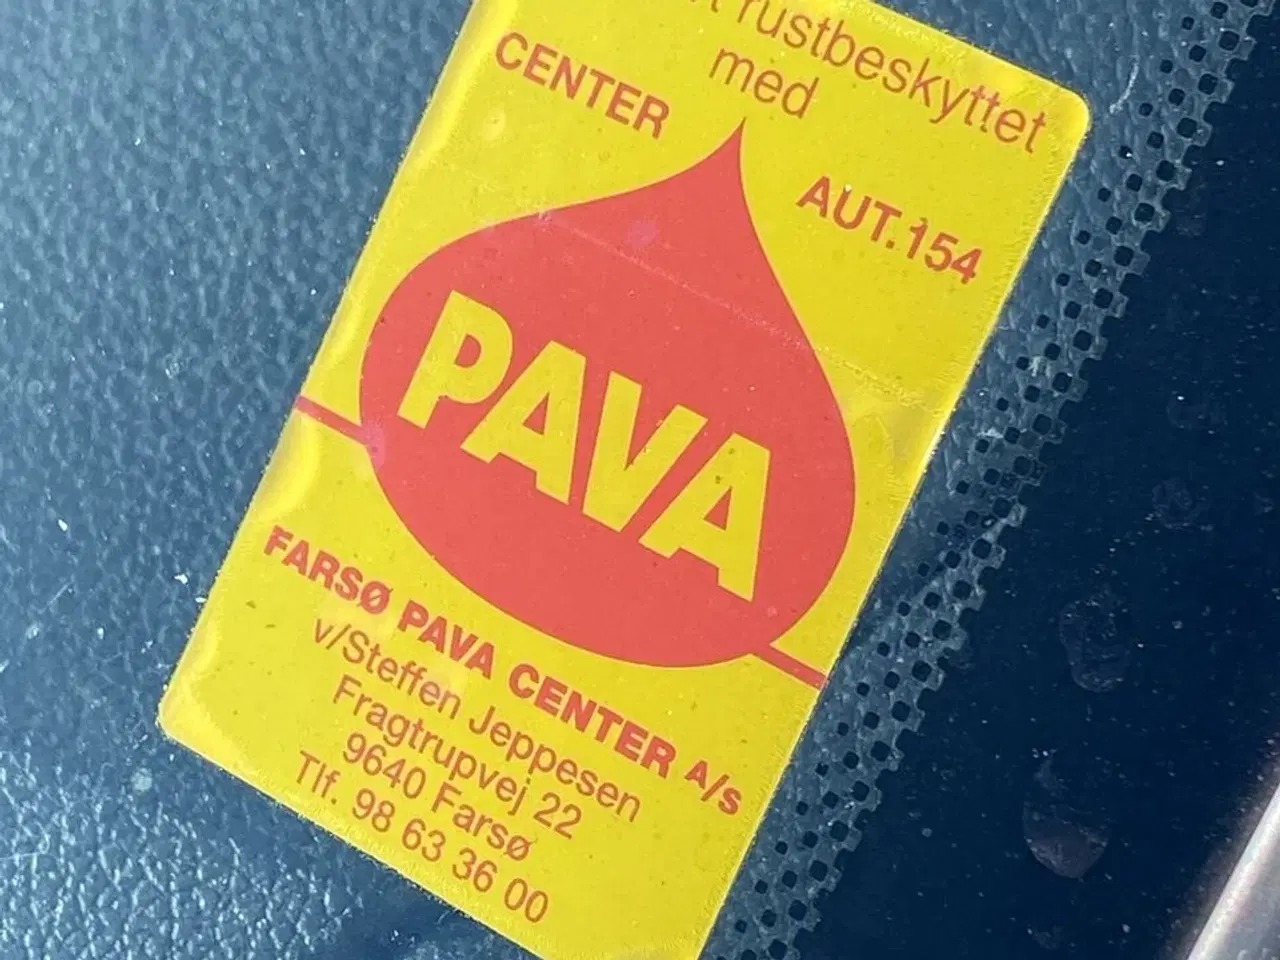 rustbeskyttet
med
CENTER
AUT.154
PAVA
FARSØ PAVA CENTER A/S
v/Steffen Jeppesen
Fragtrupvej 22
9640 Farsø
Tlf. 98 63 36 00